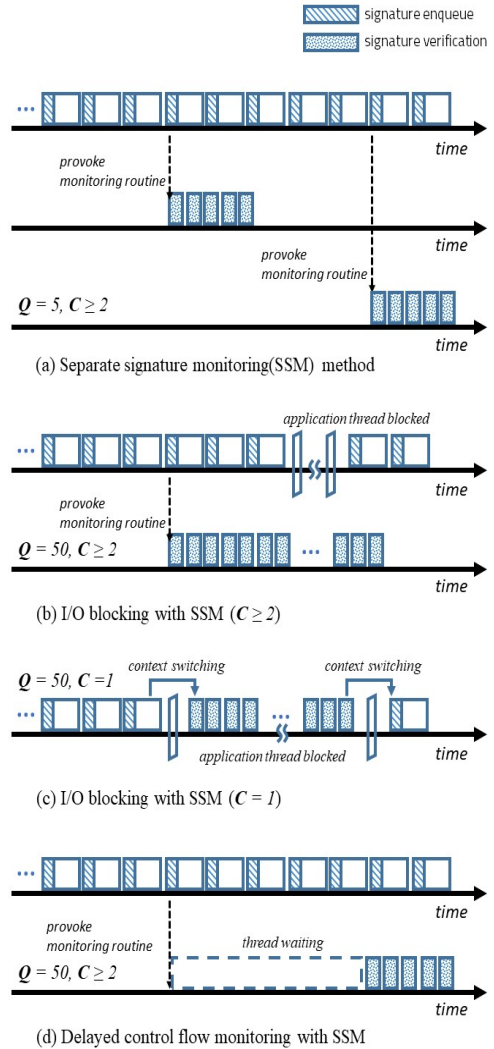 signature enqueue
signature verification
...
time
provoke
monitoring routine
time
provoke
monitoring routine
Q = 5, C ≥ 2
time
(a) Separate signature monitoring(SSM) method
application thread blocked
...
time
provoke
monitoring routine
Q = 50, C ≥ 2
...
time
(b) I/O blocking with SSM (C ≥ 2)
Q = 50, C =1
context switching
context switching
...
...
application thread blocked
time
(c) I/O blocking with SSM (C = 1)
...
time
provoke
monitoring routine
thread waiting
Q = 50, C ≥ 2
time
(d) Delayed control flow monitoring with SSM